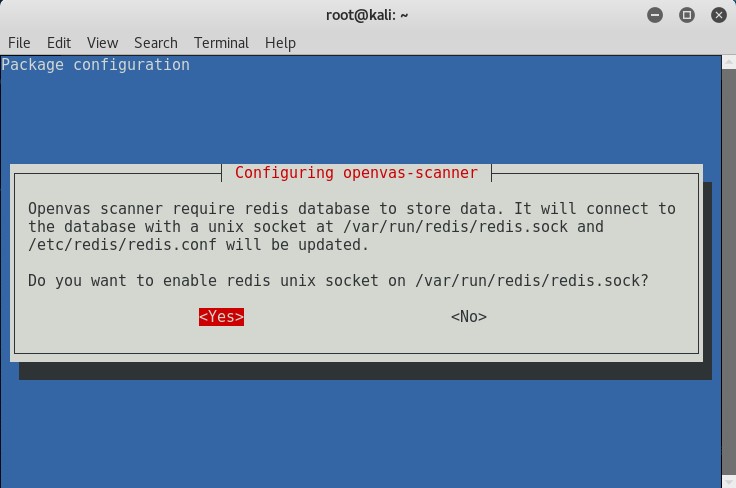 root@kali: ~
File Edit View Search Terminal Help
Package configuration
Configuring openvas-scanner
Openvas scanner require redis database to store data. It will connect to
the database with a unix socket at /var/run/redis/redis.sock and
/etc/redis/redis.conf will be updated.
Do you want to enable redis unix socket on /var/run/redis/redis.sock?
<Yes> <No>